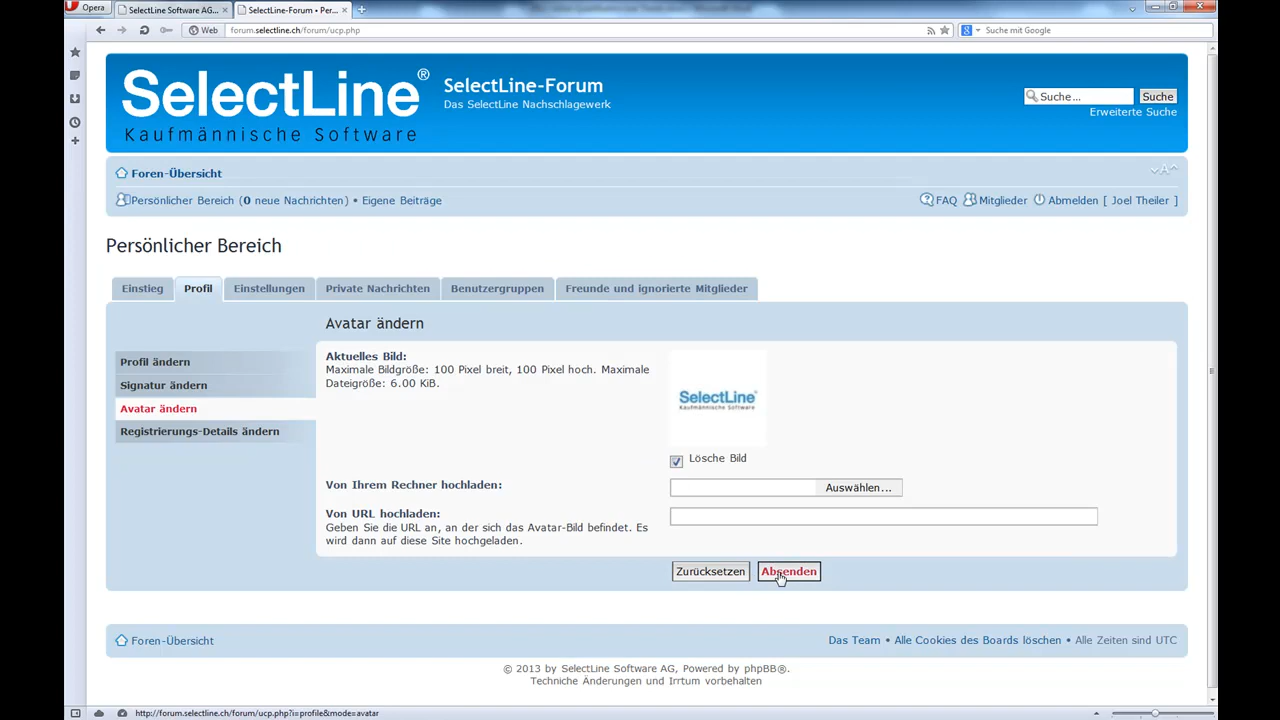 Opera
SelectLine Software AG...
SelectLine-Forum • Per...
Web
forum.selectline.ch/forum/ucp.php
Suche mit Google
SelectLine®
Kaufmännische Software
SelectLine-Forum
Das SelectLine Nachschlagewerk
Suche...
Suche
Erweiterte Suche
Foren-Übersicht
Persönlicher Bereich (0 neue Nachrichten) • Eigene Beiträge
FAQ Mitglieder Abmelden [ Joel Theiler ]
Persönlicher Bereich
Einstieg
Profil
Einstellungen
Private Nachrichten
Benutzergruppen
Freunde und ignorierte Mitglieder
Avatar ändern
Profil ändern
Signatur ändern
Avatar ändern
Registrierungs-Details ändern
Aktuelles Bild:
Maximale Bildgröße: 100 Pixel breit, 100 Pixel hoch. Maximale
Dateigröße: 6.00 KiB.
SelectLine®
Kaufmännische Software
Lösche Bild
Von Ihrem Rechner hochladen:
Auswählen...
Von URL hochladen:
Geben Sie die URL an, an der sich das Avatar-Bild befindet. Es
wird dann auf diese Site hochgeladen.
Zurücksetzen
Absenden
Foren-Übersicht
Das Team • Alle Cookies des Boards löschen • Alle Zeiten sind UTC
© 2013 by SelectLine Software AG, Powered by phpBB®.
Techniche Änderungen und Irrtum vorbehalten
http://forum.selectline.ch/forum/ucp.php?i=profile&mode=avatar